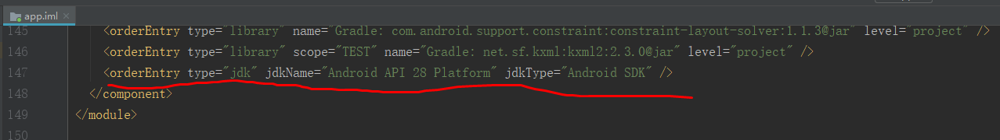 app.iml
145 <orderEntry type="library" name="Gradle: com.android.support.constraint:constraint-layout-solver:1.1.3@jar" level="project" />
146 <orderEntry type="library" scope="TEST" name="Gradle: net.sf.kxml:kxml2:2.3.0@jar" level="project" />
147 <orderEntry type="jdk" jdkName="Android API 28 Platform" jdkType="Android SDK" />
148 </component>
149 </module>
150